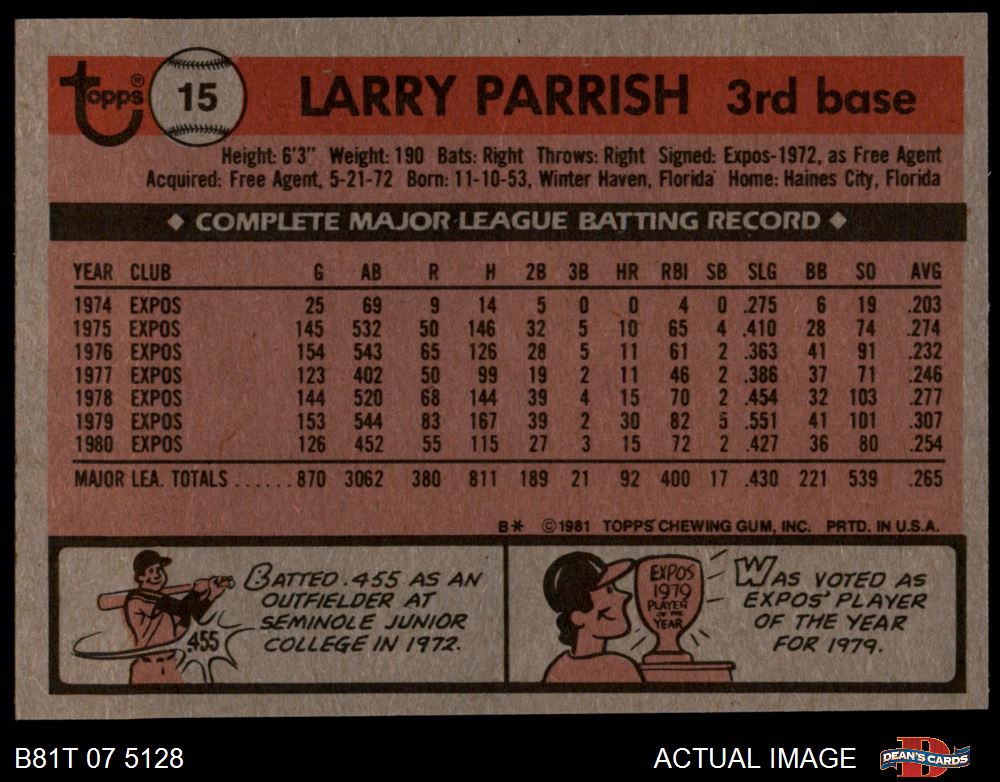 Topps® 15 LARRY PARRISH 3rd base
Height: 6'3" Weight: 190 Bats: Right Throws: Right Signed: Expos-1972, as Free Agent
Acquired: Free Agent, 5-21-72 Born: 11-10-53, Winter Haven, Florida Home: Haines City, Florida
◆ COMPLETE MAJOR LEAGUE BATTING RECORD ◆
YEAR CLUB G AB R H 2B 3B HR RBI SB SLG BB SO AVG
1974 EXPOS 25 69 9 14 5 0 0 4 0 .275 6 19 .203
1975 EXPOS 145 532 50 146 32 5 10 65 4 .410 28 74 .274
1976 EXPOS 154 543 65 126 28 5 11 61 2 .363 41 91 .232
1977 EXPOS 123 402 50 99 19 2 11 46 2 .386 37 71 .246
1978 EXPOS 144 520 68 144 39 4 15 70 2 .454 32 103 .277
1979 EXPOS 153 544 83 167 39 2 30 82 5 .551 41 101 .307
1980 EXPOS 126 452 55 115 27 3 15 72 2 .427 36 80 .254
MAJOR LEA. TOTALS ...... 870 3062 380 811 189 21 92 400 17 .430 221 539 .265
B* ©1981 TOPPS CHEWING GUM, INC. PRTD. IN U.S.A.
BATTED .455 AS AN
OUTFIELDER AT
SEMINOLE JUNIOR
COLLEGE IN 1972.
.455
EXPOS
1979
PLAYER
OF THE
YEAR
WAS VOTED AS
EXPOS' PLAYER
OF THE YEAR
FOR 1979.
B81T 07 5128 ACTUAL IMAGE DEAN'S CARDS